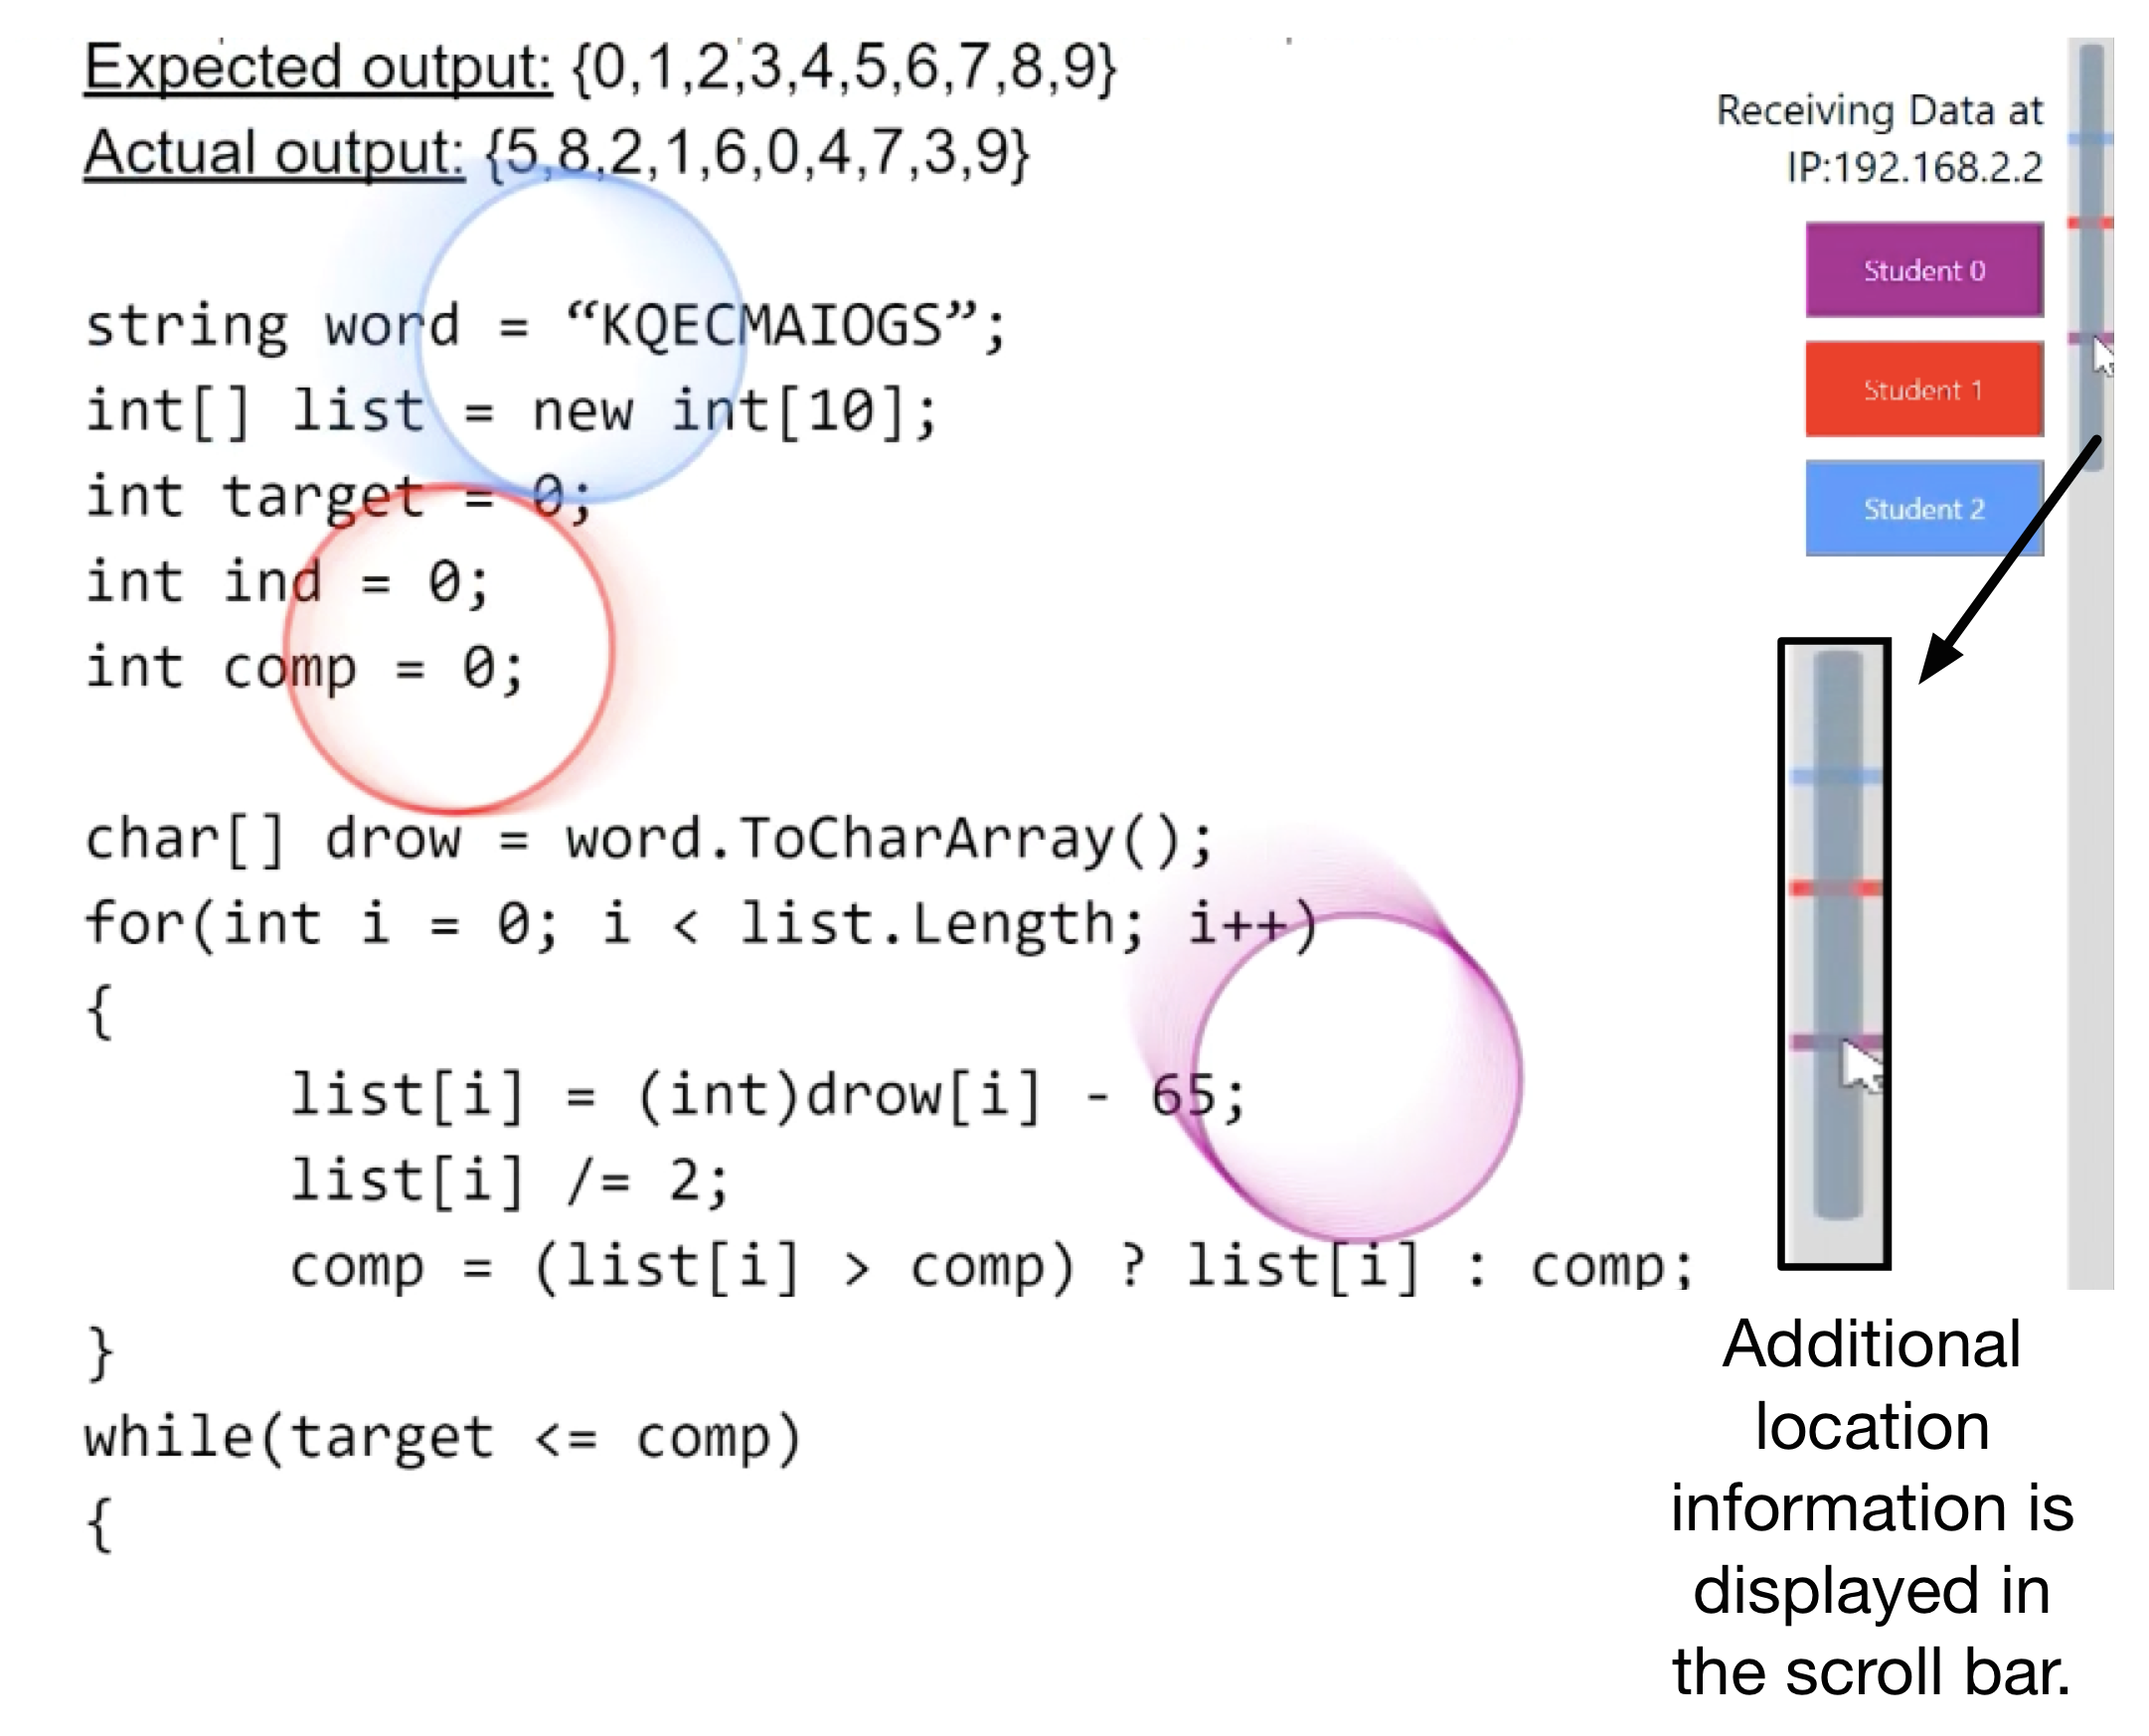 Expected output: {0,1,2,3,4,5,6,7,8,9}
Actual output: {5,8,2,1,6,0,4,7,3,9}
string word = “KQECMAIOGS”;
int[] list = new int[10];
int target = 0;
int ind = 0;
int comp = 0;
char[] drow = word.ToCharArray();
for(int i = 0; i < list.Length; i++)
{
list[i] = (int)drow[i] - 65;
list[i] /= 2;
comp = (list[i] > comp) ? list[i] : comp;
}
while(target <= comp)
{
Receiving Data at
IP:192.168.2.2
Student 0
Student 1
Student 2
Additional
location
information is
displayed in
the scroll bar.